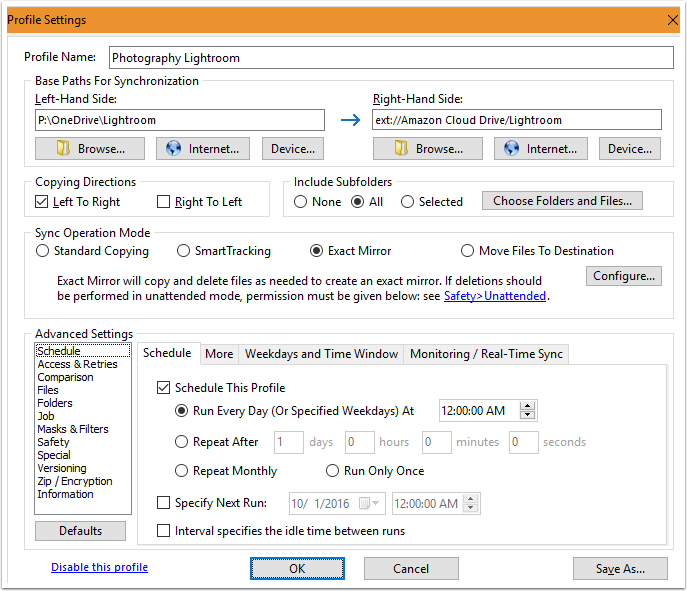 Profile Settings
Profile Name: Photography Lightroom
Base Paths For Synchronization
Left-Hand Side: Right-Hand Side:
P:\OneDrive\Lightroom ext://Amazon Cloud Drive/Lightroom
Browse... Internet... Device... Browse... Internet... Device...
Copying Directions Include Subfolders
Left To Right Right To Left None All Selected Choose Folders and Files...
Sync Operation Mode
Standard Copying SmartTracking Exact Mirror Move Files To Destination
Exact Mirror will copy and delete files as needed to create an exact mirror. If deletions should
be performed in unattended mode, permission must be given below: see Safety>Unattended.
Configure...
Advanced Settings
Schedule
Access & Retries
Comparison
Files
Folders
Job
Masks & Filters
Safety
Special
Versioning
Zip / Encryption
Information
Defaults
Schedule More Weekdays and Time Window Monitoring / Real-Time Sync
Schedule This Profile
Run Every Day (Or Specified Weekdays) At 12:00:00 AM
Repeat After 1 days 0 hours 0 minutes 0 seconds
Repeat Monthly Run Only Once
Specify Next Run: 10/ 1/2016 12:00:00 AM
Interval specifies the idle time between runs
Disable this profile OK Cancel Save As...